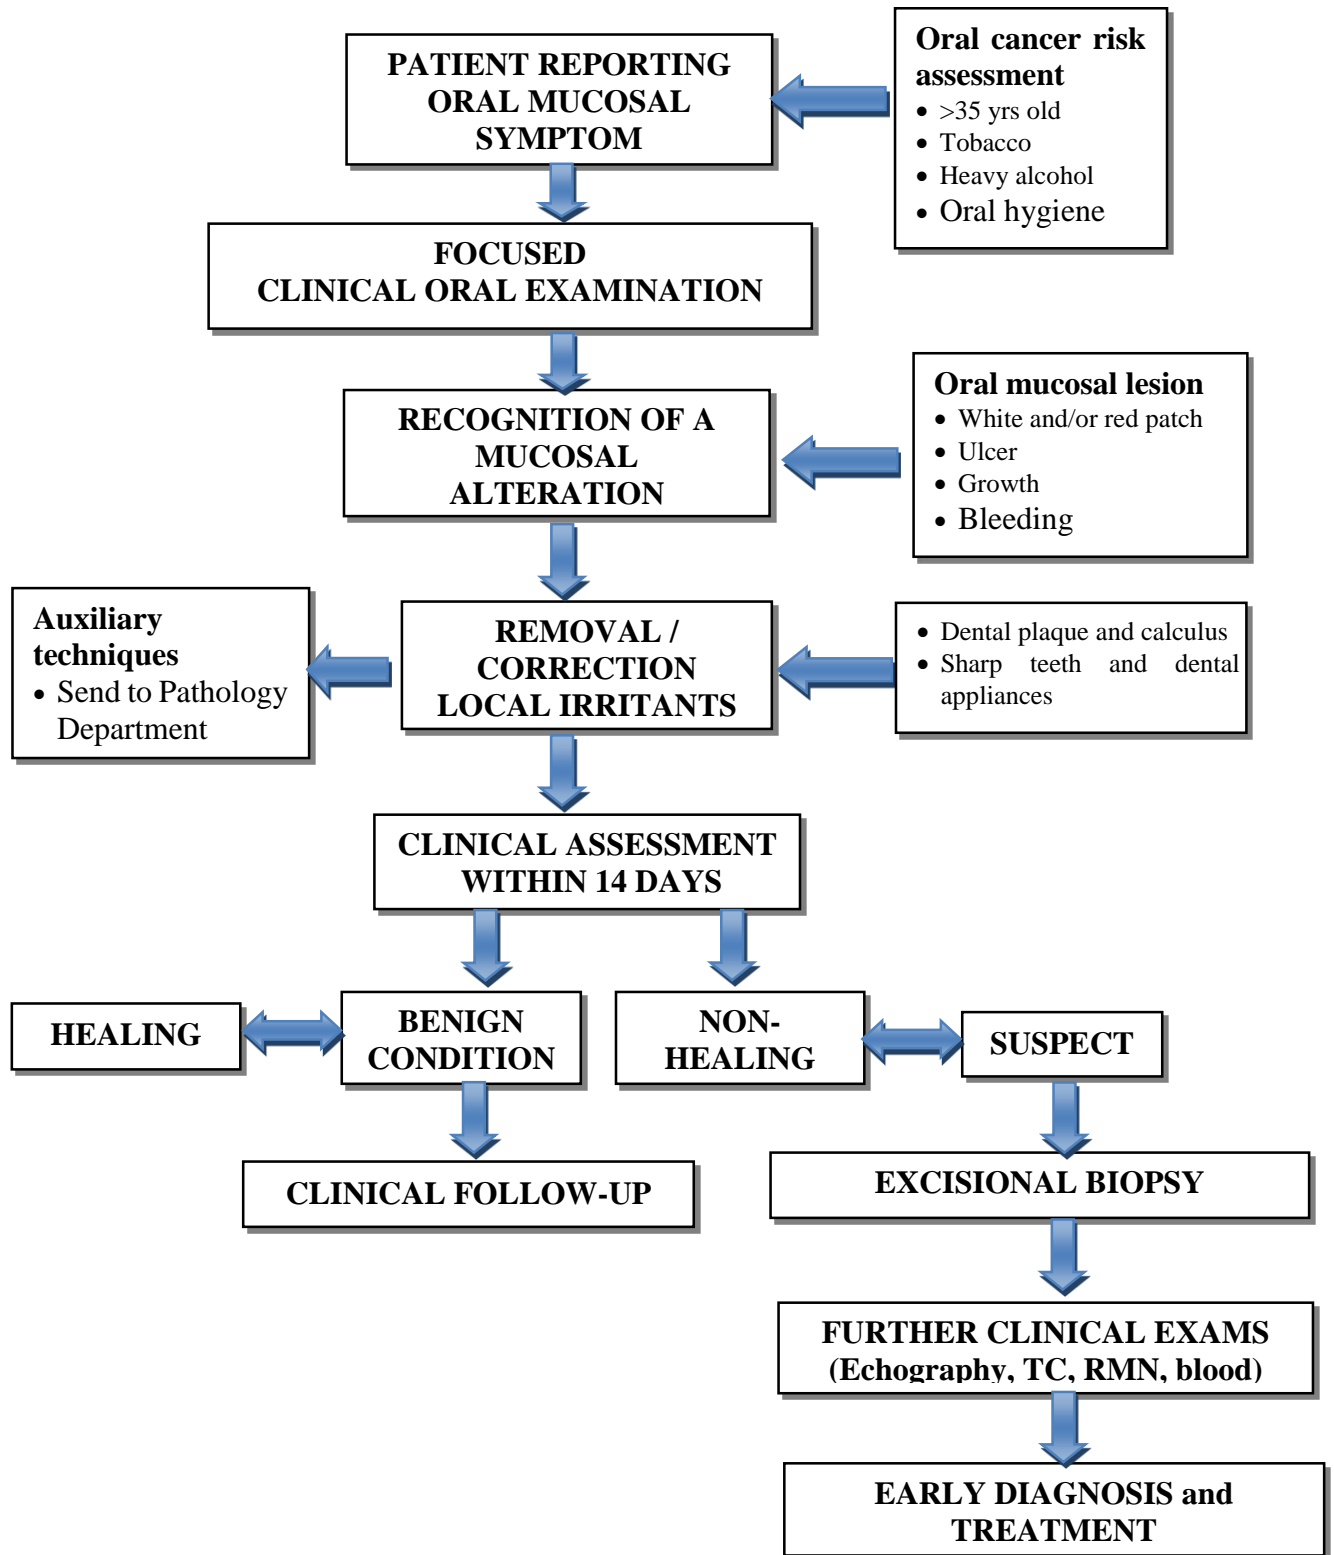 PATIENT REPORTING
ORAL MUCOSAL
SYMPTOM
Oral cancer risk
assessment
• >35 yrs old
• Tobacco
• Heavy alcohol
• Oral hygiene
FOCUSED
CLINICAL ORAL EXAMINATION
RECOGNITION OF A
MUCOSAL
ALTERATION
Oral mucosal lesion
• White and/or red patch
• Ulcer
• Growth
• Bleeding
Auxiliary
techniques
• Send to Pathology
Department
REMOVAL /
CORRECTION
LOCAL IRRITANTS
• Dental plaque and calculus
• Sharp teeth and dental
appliances
CLINICAL ASSESSMENT
WITHIN 14 DAYS
HEALING
BENIGN
CONDITION
NON-
HEALING
SUSPECT
CLINICAL FOLLOW-UP
EXCISIONAL BIOPSY
FURTHER CLINICAL EXAMS
(Echography, TC, RMN, blood)
EARLY DIAGNOSIS and
TREATMENT